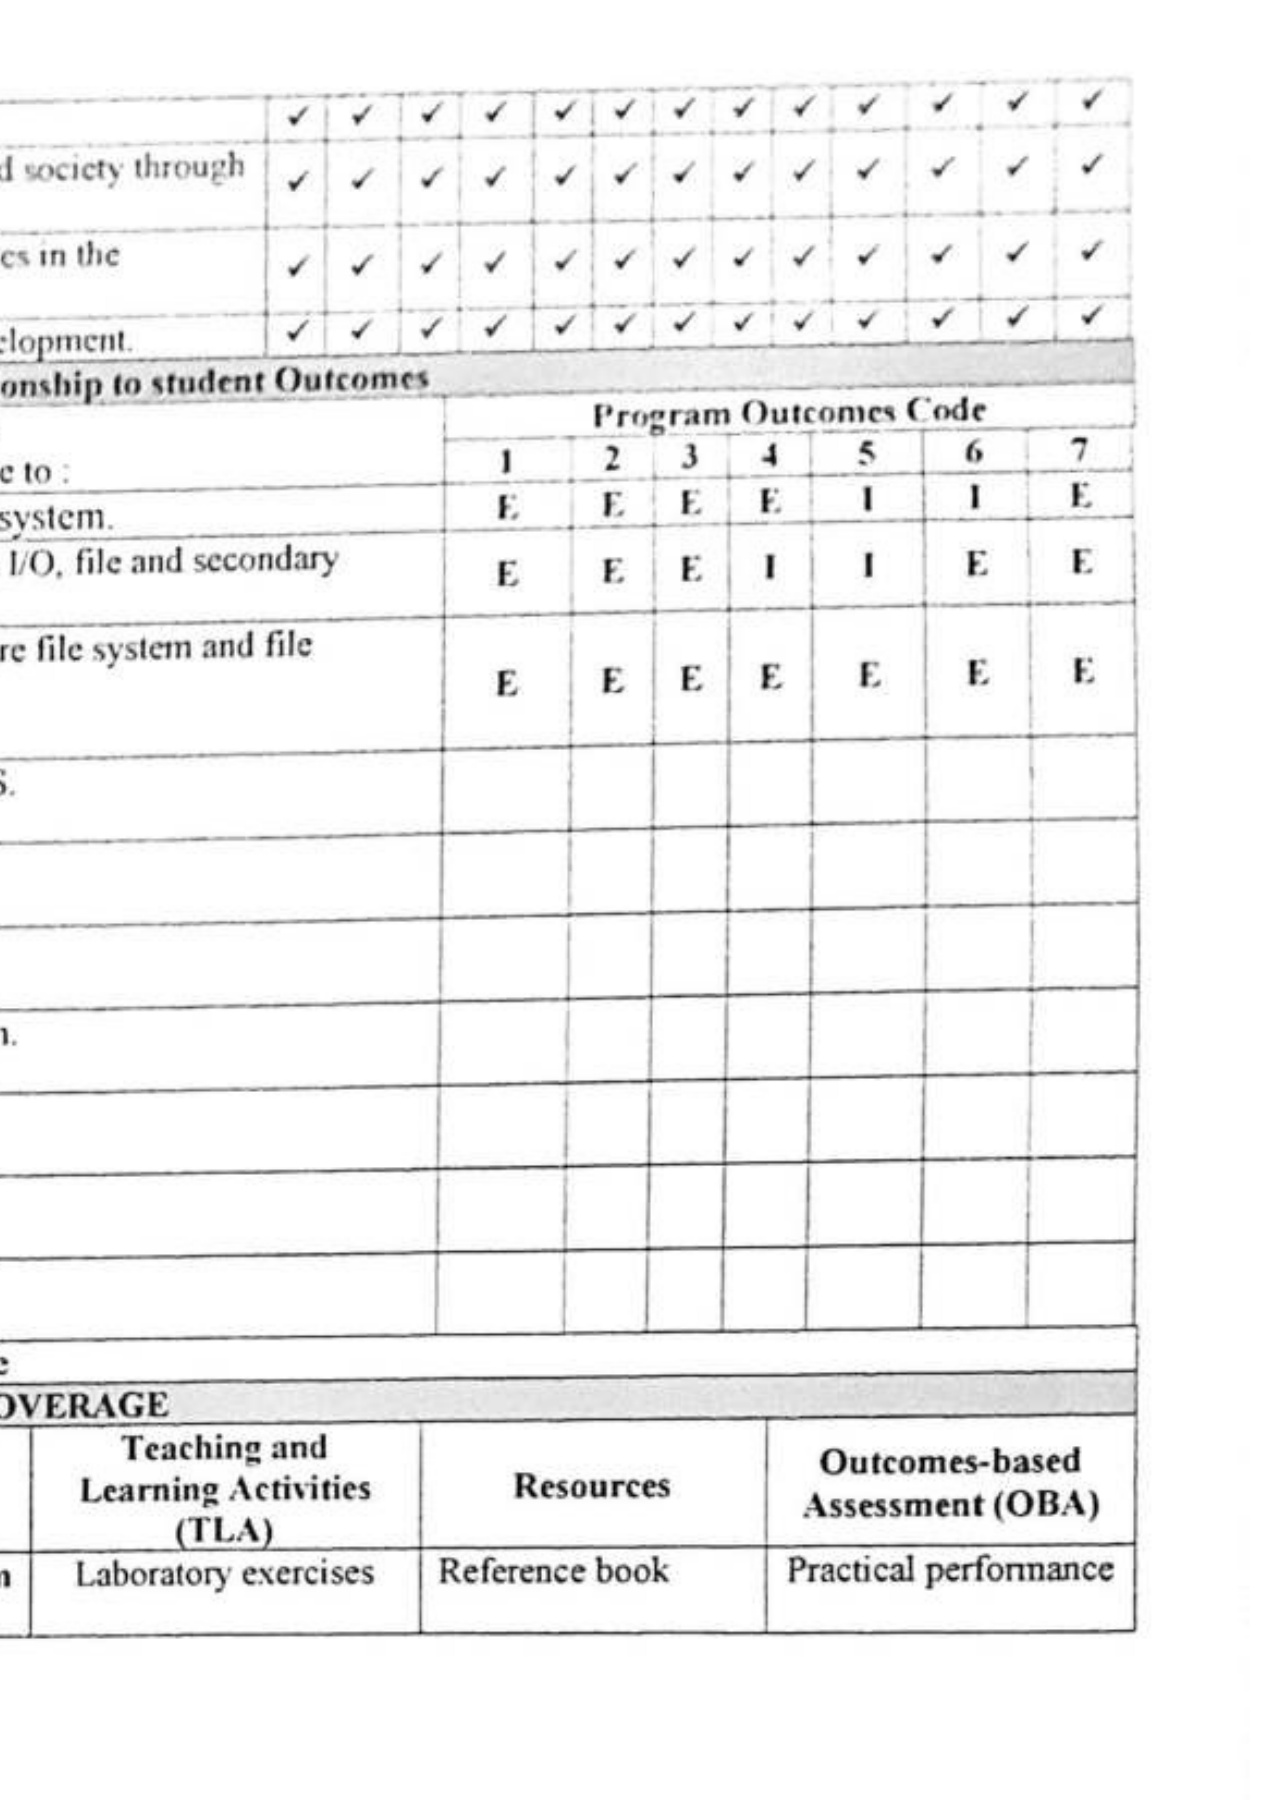 ✓ ✓ ✓ ✓ ✓ ✓ ✓ ✓ ✓ ✓ ✓ ✓ ✓
d society through ✓ ✓ ✓ ✓ ✓ ✓ ✓ ✓ ✓ ✓ ✓ ✓ ✓
es in the ✓ ✓ ✓ ✓ ✓ ✓ ✓ ✓ ✓ ✓ ✓ ✓ ✓
elopment. ✓ ✓ ✓ ✓ ✓ ✓ ✓ ✓ ✓ ✓ ✓ ✓ ✓
onship to student Outcomes
Program Outcomes Code
e to : 1 2 3 4 5 6 7
system. E E E E I I E
I/O, file and secondary E E E I I E E
re file system and file
E E E E E E E
S.
n.
e
OVERAGE
Teaching and
Learning Activities
(TLA)
Resources
Outcomes-based
Assessment (OBA)
n Laboratory exercises Reference book Practical performance